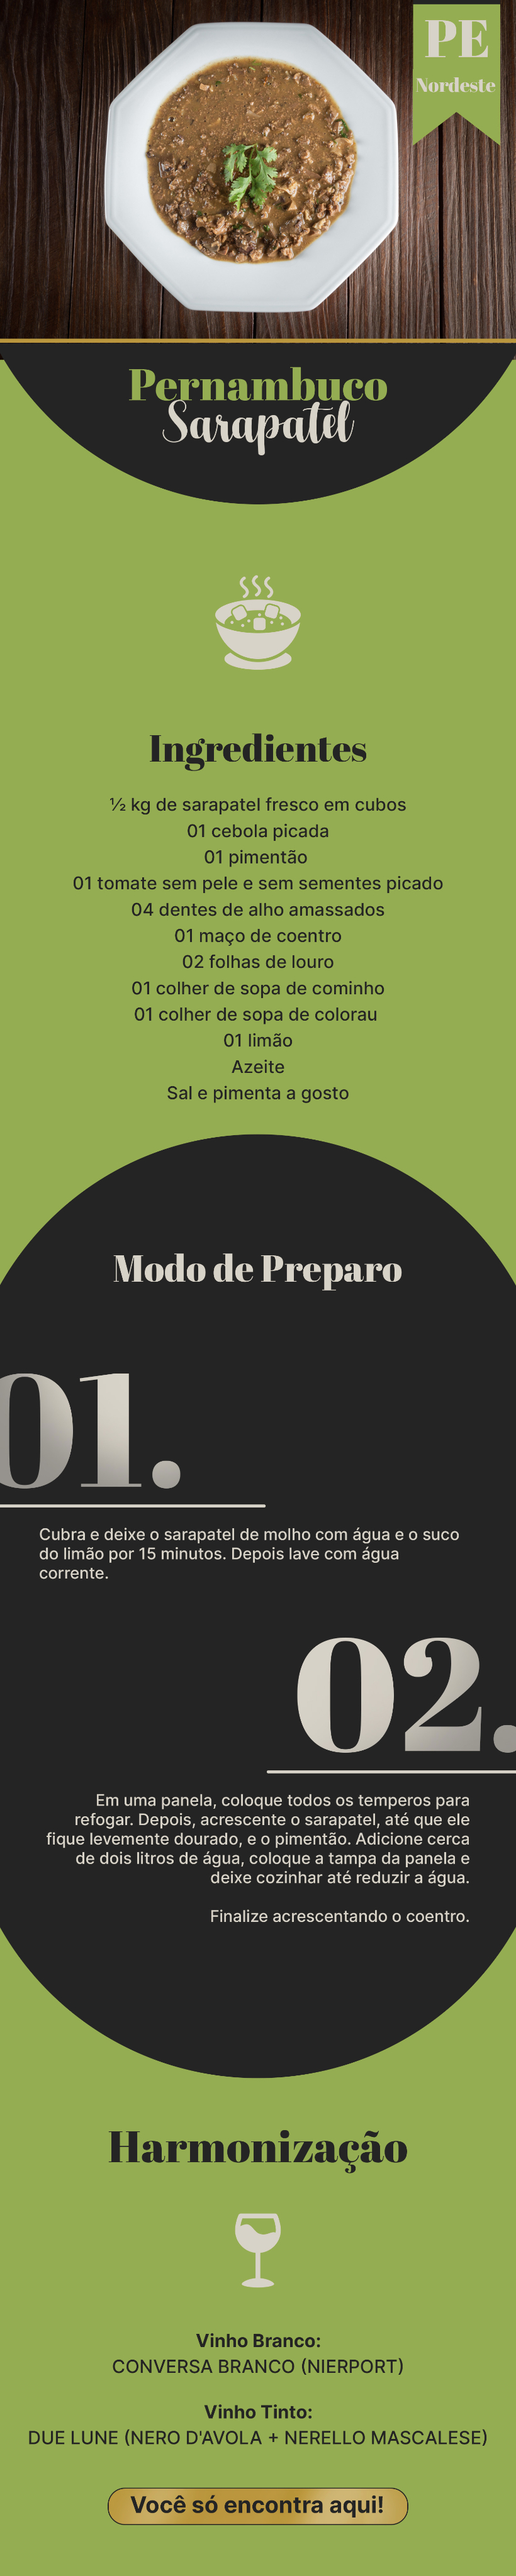 PE
Nordeste
Pernambuco
Sarapatel
Ingredientes
½ kg de sarapatel fresco em cubos
01 cebola picada
01 pimentão
01 tomate sem pele e sem sementes picado
04 dentes de alho amassados
01 maço de coentro
02 folhas de louro
01 colher de sopa de cominho
01 colher de sopa de colorau
01 limão
Azeite
Sal e pimenta a gosto
Modo de Preparo
01.
Cubra e deixe o sarapatel de molho com água e o suco
do limão por 15 minutos. Depois lave com água
corrente.
02.
Em uma panela, coloque todos os temperos para
refogar. Depois, acrescente o sarapatel, até que ele
fique levemente dourado, e o pimentão. Adicione cerca
de dois litros de água, coloque a tampa da panela e
deixe cozinhar até reduzir a água.
Finalize acrescentando o coentro.
Harmonização
Vinho Branco:
CONVERSA BRANCO (NIERPORT)
Vinho Tinto:
DUE LUNE (NERO D'AVOLA + NERELLO MASCALESE)
Você só encontra aqui!